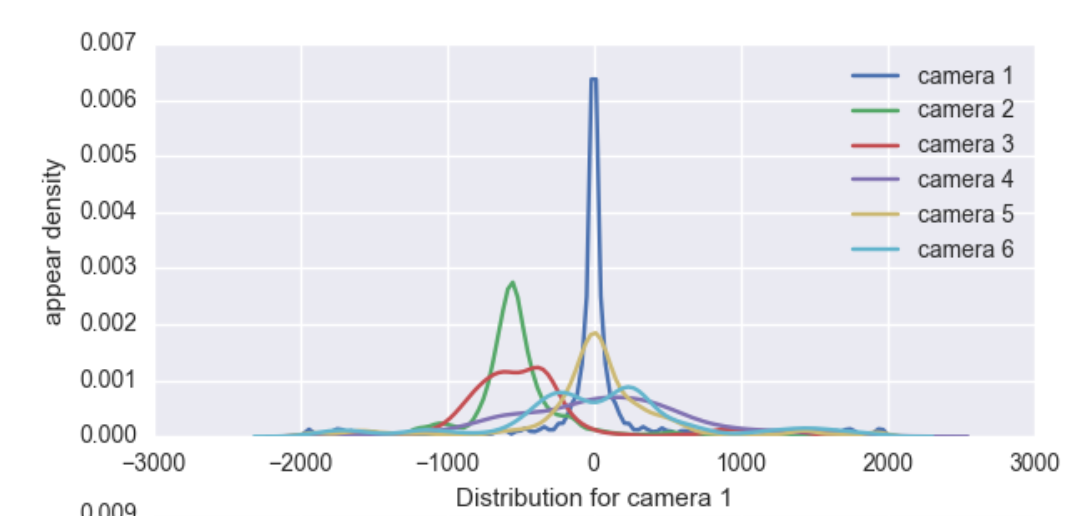 0.007
0.006
0.005
0.004
0.003
0.002
0.001
0.000
appear density
camera 1
camera 2
camera 3
camera 4
camera 5
camera 6
−3000 −2000 −1000 0 1000 2000 3000
Distribution for camera 1
0.009